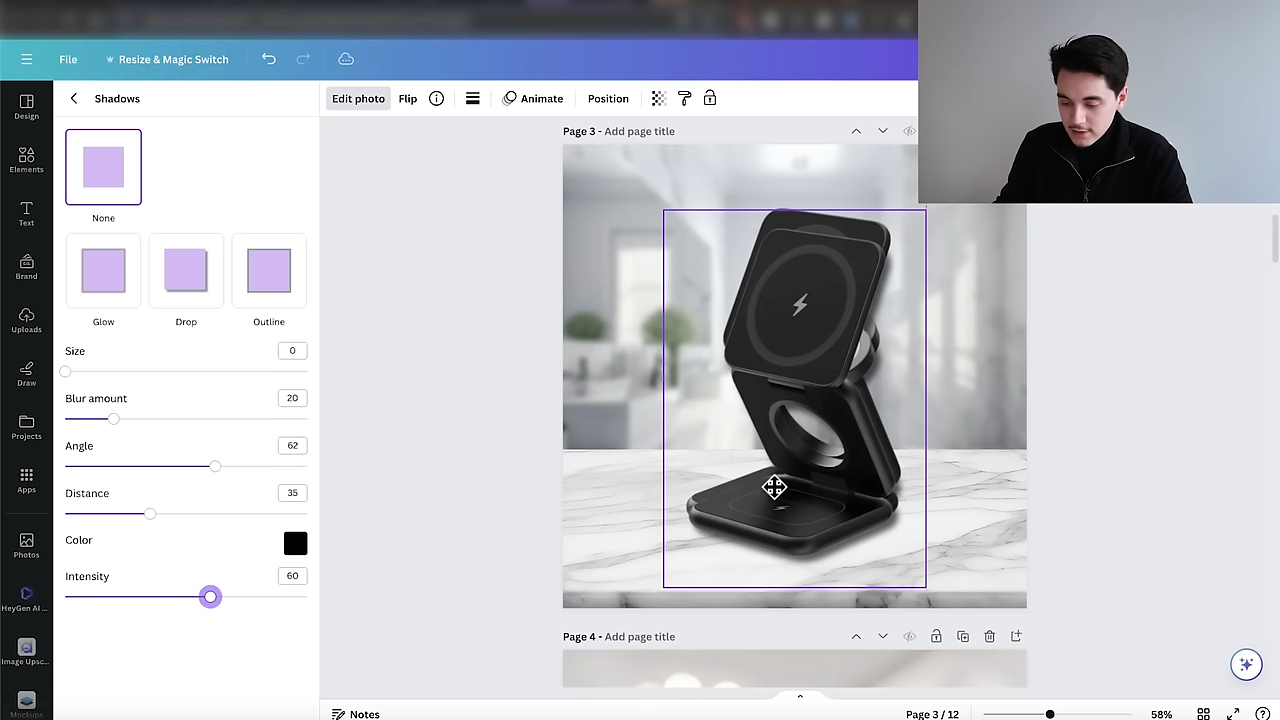 File
Resize & Magic Switch
Design
Elements
Text
Brand
Uploads
Draw
Projects
Apps
Photos
HeyGen AI ...
Image Upsc...
Mockups
Shadows
None
Glow
Drop
Outline
Size
0
Blur amount
20
Angle
62
Distance
35
Color
Intensity
60
Edit photo
Flip
Animate
Position
Page 3 - Add page title
Page 4 - Add page title
Notes
Page 3 / 12
58%